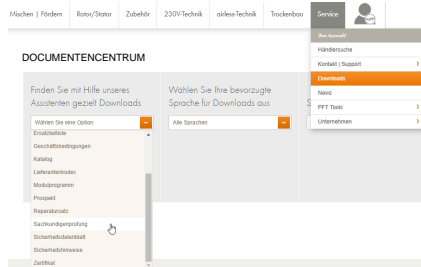 Mischen | Fördern Rotor/Stator Zubehör 230V-Technik airless-Technik Trockenbau Service
Ihre Auswahl
Händlersuche
Kontakt | Support
Downloads
News
PFT Tools
Unternehmen
DOCUMENTENCENTRUM
Finden Sie mit Hilfe unseres
Assistenten gezielt Downloads
Wählen Sie eine Option
Ersatzteilliste
Geschäftsbedingungen
Katalog
Lieferantenkodex
Modulprogramm
Prospekt
Reparatursatz
Sachkundigenprüfung
Sicherheitsdatenblatt
Sicherheitshinweise
Zertifikat
Wählen Sie Ihre bevorzugte
Sprache für Downloads aus
Alle Sprachen
S